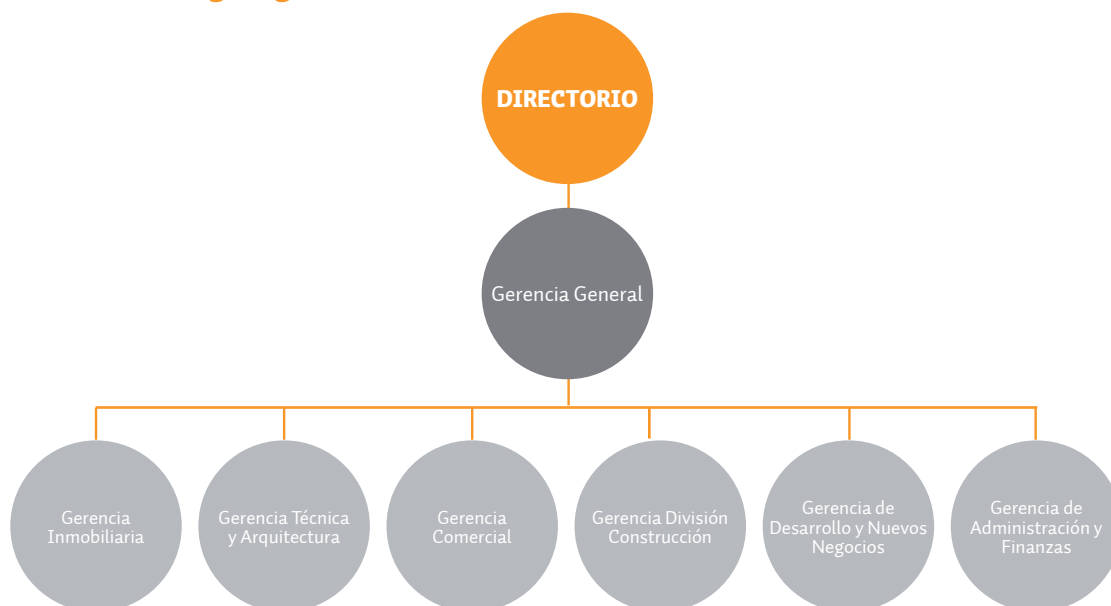 DIRECTORIO
Gerencia General
Gerencia
Inmobiliaria
Gerencia Técnica
y Arquitectura
Gerencia
Comercial
Gerencia División
Construcción
Gerencia de
Desarrollo y Nuevos
Negocios
Gerencia de
Administración y
Finanzas